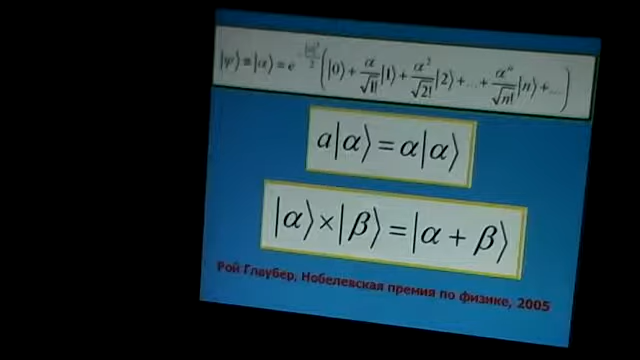 |ψ⟩ = |α⟩ = e^{-|α|²/2} (|0⟩ + α/√1! |1⟩ + α²/√2! |2⟩ + ... + αⁿ/√n! |n⟩ + ...)
a|α⟩ = α|α⟩
|α⟩×|β⟩ = |α + β⟩
Рой Глаубер, Нобелевская премия по физике, 2005